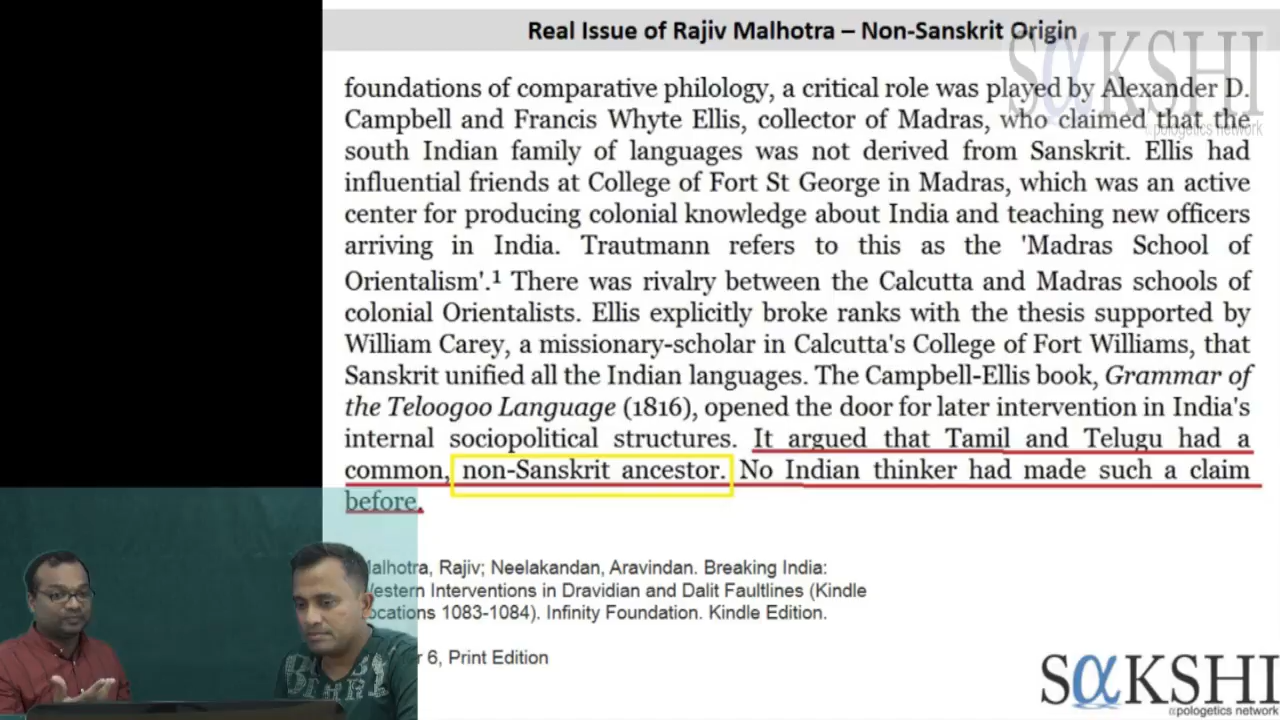 Real Issue of Rajiv Malhotra – Non-Sanskrit Origin
SαKSHI
αpologetics network
foundations of comparative philology, a critical role was played by Alexander D.
Campbell and Francis Whyte Ellis, collector of Madras, who claimed that the
south Indian family of languages was not derived from Sanskrit. Ellis had
influential friends at College of Fort St George in Madras, which was an active
center for producing colonial knowledge about India and teaching new officers
arriving in India. Trautmann refers to this as the 'Madras School of
Orientalism'.¹ There was rivalry between the Calcutta and Madras schools of
colonial Orientalists. Ellis explicitly broke ranks with the thesis supported by
William Carey, a missionary-scholar in Calcutta's College of Fort Williams, that
Sanskrit unified all the Indian languages. The Campbell-Ellis book, Grammar of
the Teloogoo Language (1816), opened the door for later intervention in India's
internal sociopolitical structures. It argued that Tamil and Telugu had a
common, non-Sanskrit ancestor. No Indian thinker had made such a claim
before.
Malhotra, Rajiv; Neelakandan, Aravindan. Breaking India:
Western Interventions in Dravidian and Dalit Faultlines (Kindle
Locations 1083-1084). Infinity Foundation. Kindle Edition.
6, Print Edition
SαKSHI
αpologetics network